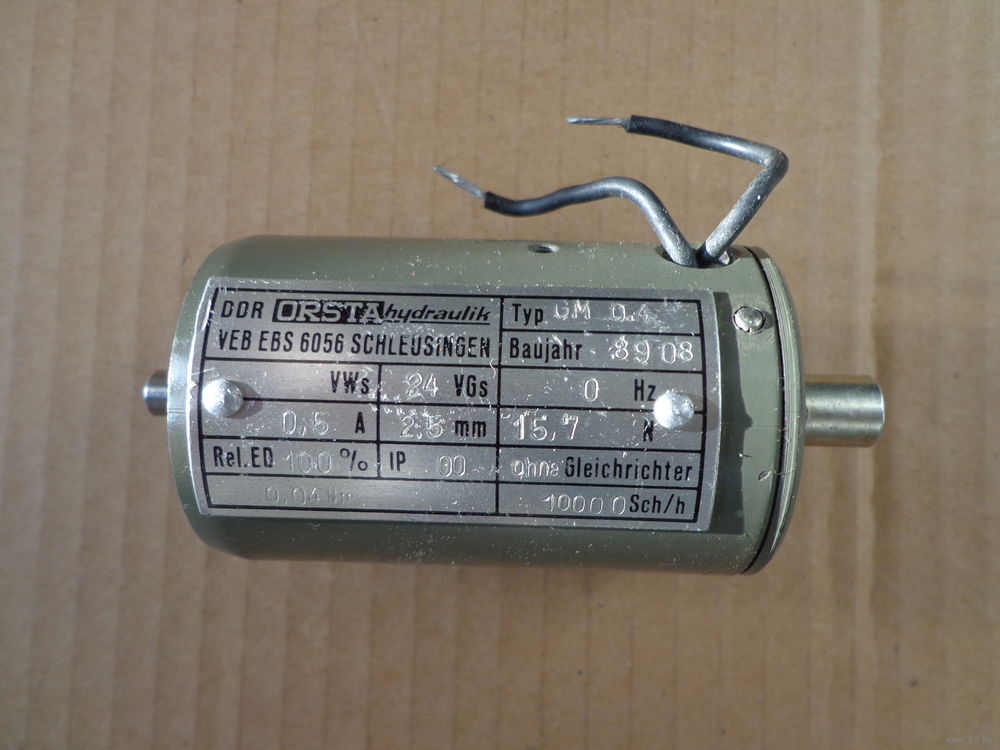 DDR ORSTA hydraulik Typ GM 0.4
VEB EBS 6056 SCHLEUSINGEN Baujahr 89 08
VWs 24 VGs 0 Hz
0,5 A 2,5 mm 15,7 N
Rel.ED 100 % IP 00 ohne Gleichrichter
0,04 Nm 10000 Sch/h